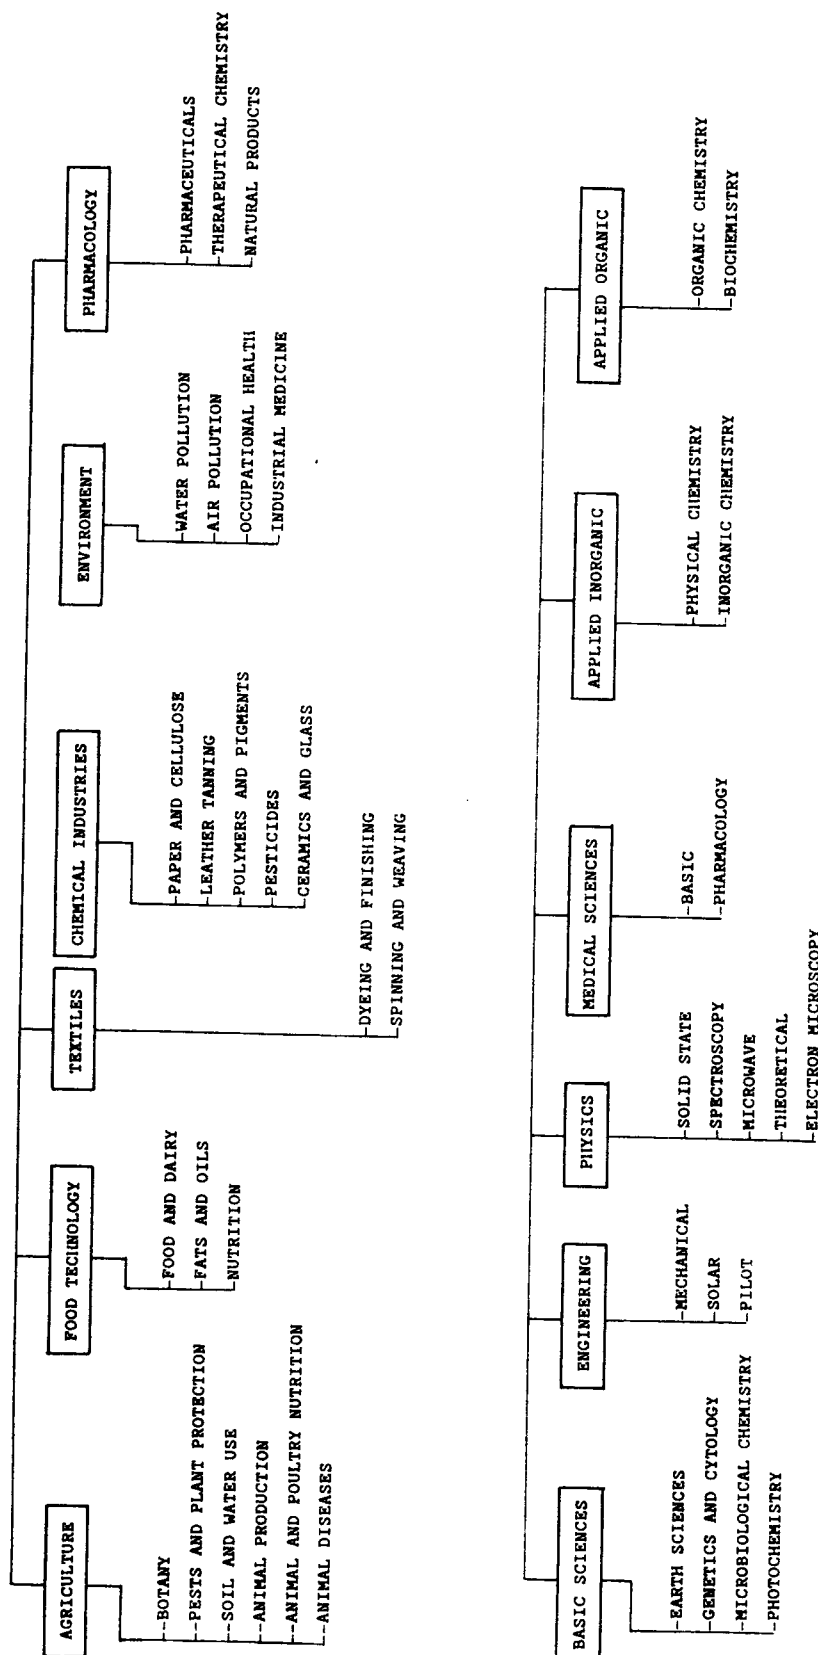 AGRICULTURE
BOTANY
PESTS AND PLANT PROTECTION
SOIL AND WATER USE
ANIMAL PRODUCTION
ANIMAL AND POULTRY NUTRITION
ANIMAL DISEASES
FOOD TECHNOLOGY
FOOD AND DAIRY
FATS AND OILS
NUTRITION
TEXTILES
DYEING AND FINISHING
SPINNING AND WEAVING
CHEMICAL INDUSTRIES
PAPER AND CELLULOSE
LEATHER TANNING
POLYMERS AND PIGMENTS
PESTICIDES
CERAMICS AND GLASS
ENVIRONMENT
WATER POLLUTION
AIR POLLUTION
OCCUPATIONAL HEALTH
INDUSTRIAL MEDICINE
PHARMACOLOGY
PHARMACEUTICALS
THERAPEUTICAL CHEMISTRY
NATURAL PRODUCTS
BASIC SCIENCES
EARTH SCIENCES
GENETICS AND CYTOLOGY
MICROBIOLOGICAL CHEMISTRY
PHOTOCHEMISTRY
ENGINEERING
MECHANICAL
SOLAR
PILOT
PHYSICS
SOLID STATE
SPECTROSCOPY
MICROWAVE
THEORETICAL
ELECTRON MICROSCOPY
MEDICAL SCIENCES
BASIC
PHARMACOLOGY
APPLIED INORGANIC
PHYSICAL CHEMISTRY
INORGANIC CHEMISTRY
APPLIED ORGANIC
ORGANIC CHEMISTRY
BIOCHEMISTRY